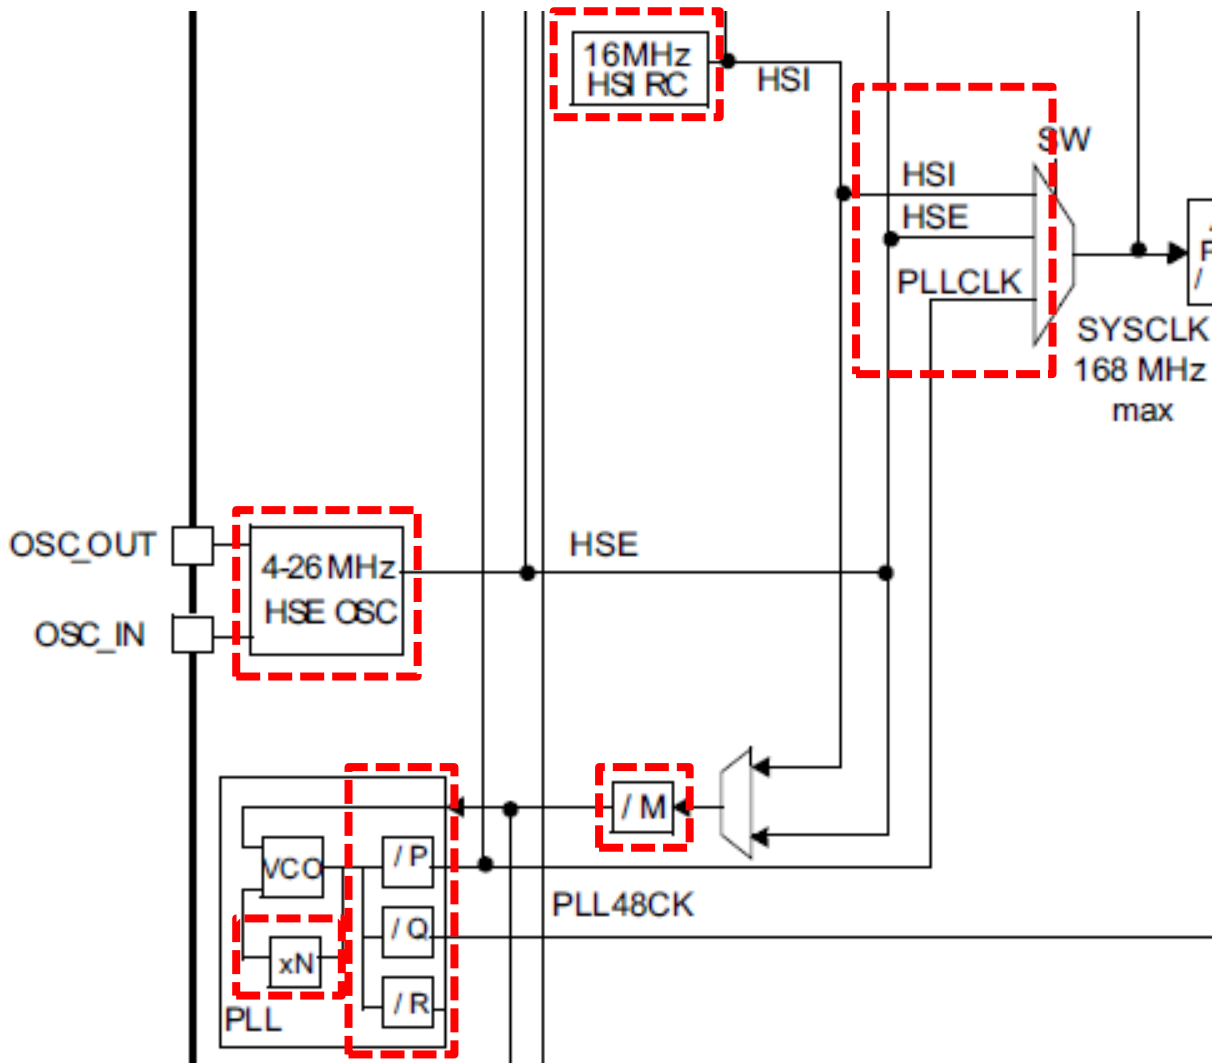 16MHz
HSI RC
HSI
SW
HSI
HSE
PLLCLK
P
/
SYSCLK
168 MHz
max
OSC_OUT
4-26 MHz
HSE OSC
HSE
OSC_IN
/ M
/ P
VCO
PLL48CK
/ Q
xN
/ R
PLL